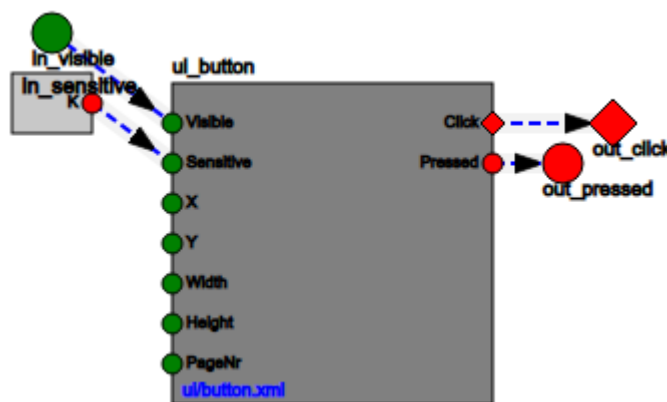 in_visible
ui_button
in_sensitive
K
Visible
Click
out_click
Sensitive
Pressed
out_pressed
X
Y
Width
Height
PageNr
ui/button.xml